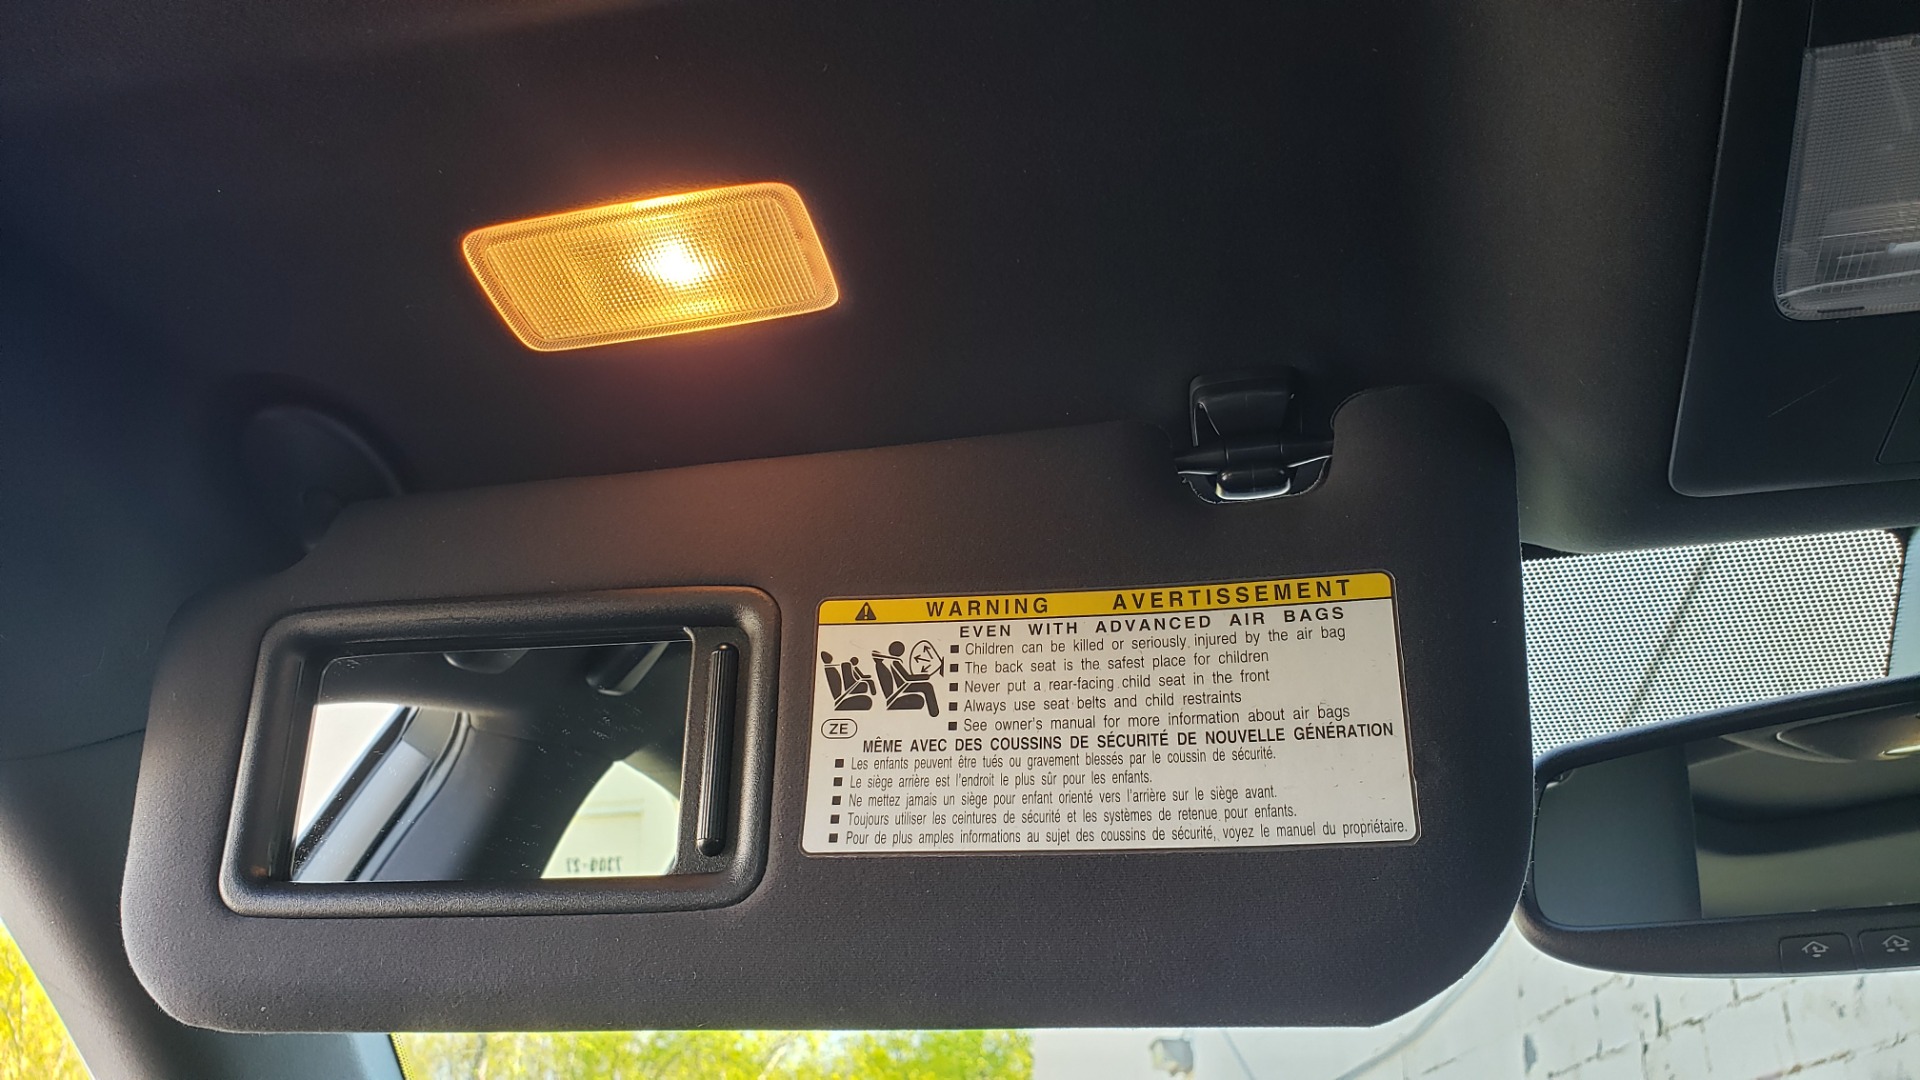 WARNING AVERTISSEMENT
EVEN WITH ADVANCED AIR BAGS
■ Children can be killed or seriously injured by the air bag
■ The back seat is the safest place for children
■ Never put a rear-facing child seat in the front
■ Always use seat belts and child restraints
■ See owner's manual for more information about air bags
ZE
MÊME AVEC DES COUSSINS DE SÉCURITÉ DE NOUVELLE GÉNÉRATION
■ Les enfants peuvent être tués ou gravement blessés par le coussin de sécurité.
■ Le siège arrière est l'endroit le plus sûr pour les enfants.
■ Ne mettez jamais un siège pour enfant orienté vers l'arrière sur le siège avant.
■ Toujours utiliser les ceintures de sécurité et les systèmes de retenue pour enfants.
■ Pour de plus amples informations au sujet des coussins de sécurité, voyez le manuel du propriétaire.